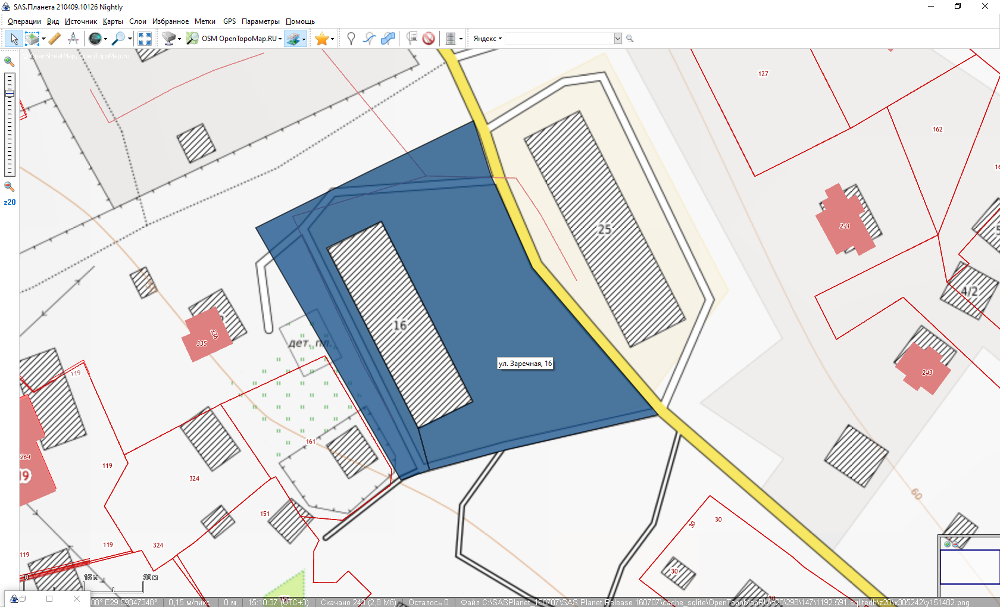 SAS.Планета 210409.10126 Nightly
Операции Вид Источник Карты Слои Избранное Метки GPS Параметры Помощь
OSM OpenTopoMap.RU Яндекс
OpenStreetMap, OpenTopoMap.ru
z20
127
162
241
25
4/2
16
дет. пл.
336
335
ул. Заречная, 16
243
119
161
264
19
119
324
60
151
30
30
119
324
119
30
30
151
0 15м 30м
88° E29.59347348° 0,15 м/пикс. 0 м 15:10:37 (UTC+3) Скачано 243 (2,8 Мб) Осталось 0 Файл C:\SASPlanet_160707\SAS.Planet.Release.160707\cache_sqlite\OpenTopoMapRU\z20\298\147\1192.591.sqlitedb\z20\x305242\y151482.png